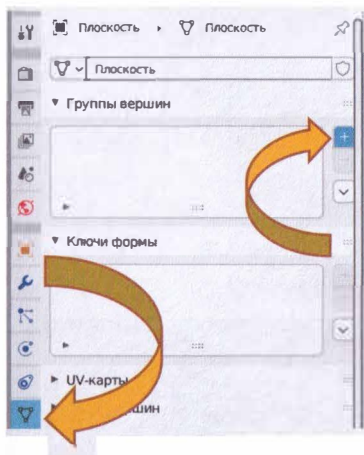 Плоскость Плоскость
Плоскость
Группы вершин
Ключи формы
UV-карты
шин